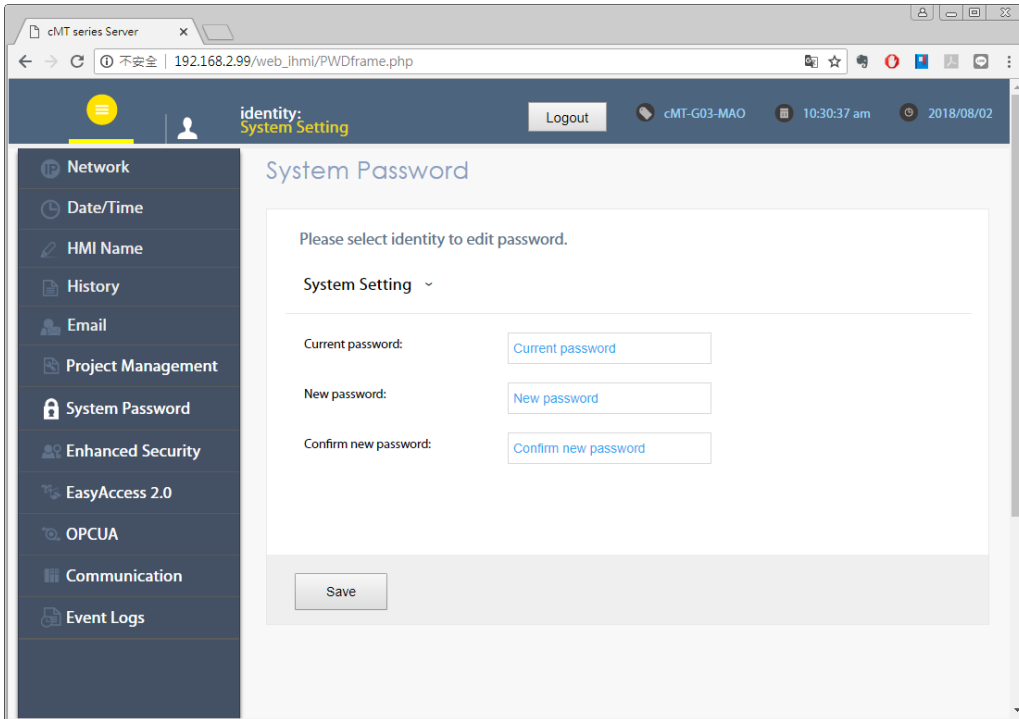 cMT series Server
不安全 | 192.168.2.99/web_ihmi/PWDframe.php
identity:
System Setting
Logout
cMT-G03-MAO
10:30:37 am
2018/08/02
Network
Date/Time
HMI Name
History
Email
Project Management
System Password
Enhanced Security
EasyAccess 2.0
OPCUA
Communication
Event Logs
System Password
Please select identity to edit password.
System Setting
Current password:
Current password
New password:
New password
Confirm new password:
Confirm new password
Save